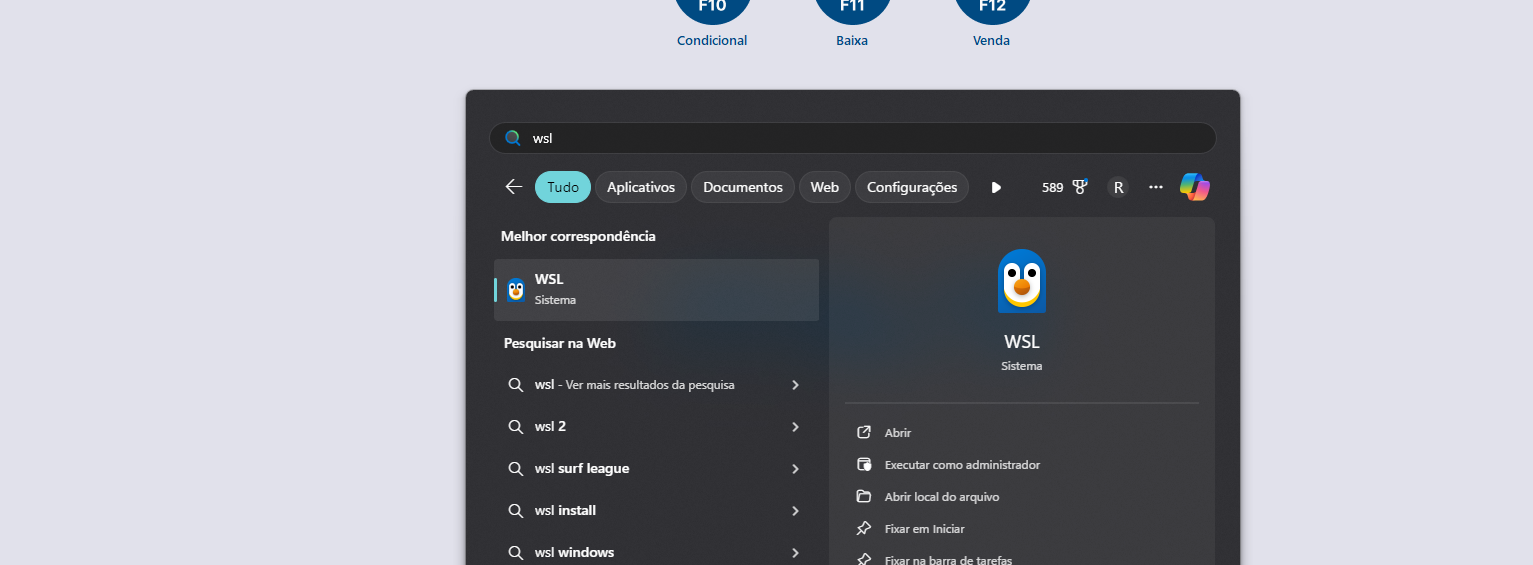 F10
F11
F12
Condicional
Baixa
Venda
wsl
Tudo
Aplicativos
Documentos
Web
Configurações
589
R
Melhor correspondência
WSL
Sistema
Pesquisar na Web
wsl - Ver mais resultados da pesquisa
wsl 2
wsl surf league
wsl install
wsl windows
WSL
Sistema
Abrir
Executar como administrador
Abrir local do arquivo
Fixar em Iniciar
Fixar na barra de tarefas